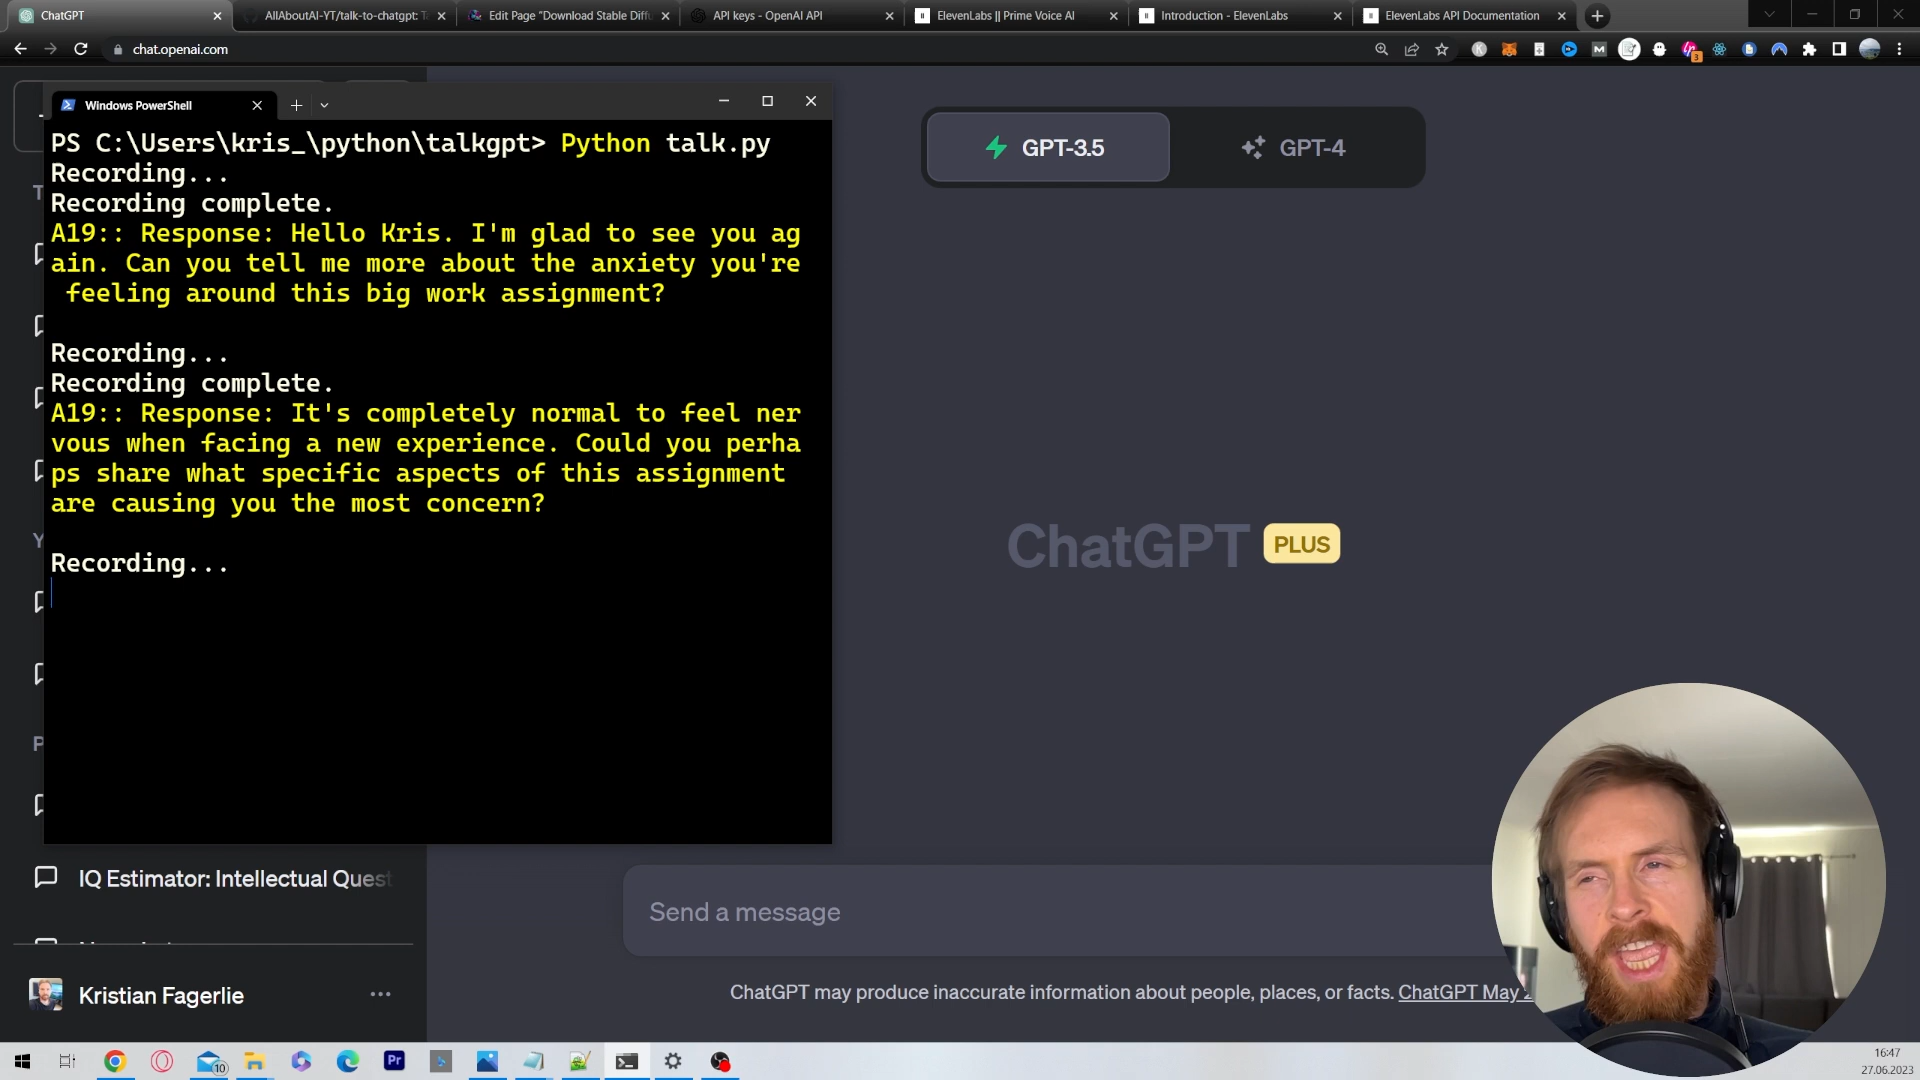 ChatGPT
AllAboutAI-YT/talk-to-chatgpt: Ta
Edit Page "Download Stable Diffu
API keys - OpenAI API
ElevenLabs || Prime Voice AI
Introduction - ElevenLabs
ElevenLabs API Documentation
chat.openai.com
3
Windows PowerShell
PS C:\Users\kris_\python\talkgpt> Python talk.py
Recording...
Recording complete.
A19:: Response: Hello Kris. I'm glad to see you ag
ain. Can you tell me more about the anxiety you're
feeling around this big work assignment?
Recording...
Recording complete.
A19:: Response: It's completely normal to feel ner
vous when facing a new experience. Could you perha
ps share what specific aspects of this assignment
are causing you the most concern?
Recording...
GPT-3.5
GPT-4
ChatGPT PLUS
IQ Estimator: Intellectual Quest
Send a message
Kristian Fagerlie
ChatGPT may produce inaccurate information about people, places, or facts. ChatGPT May
10
Pr
16:47
27.06.2023